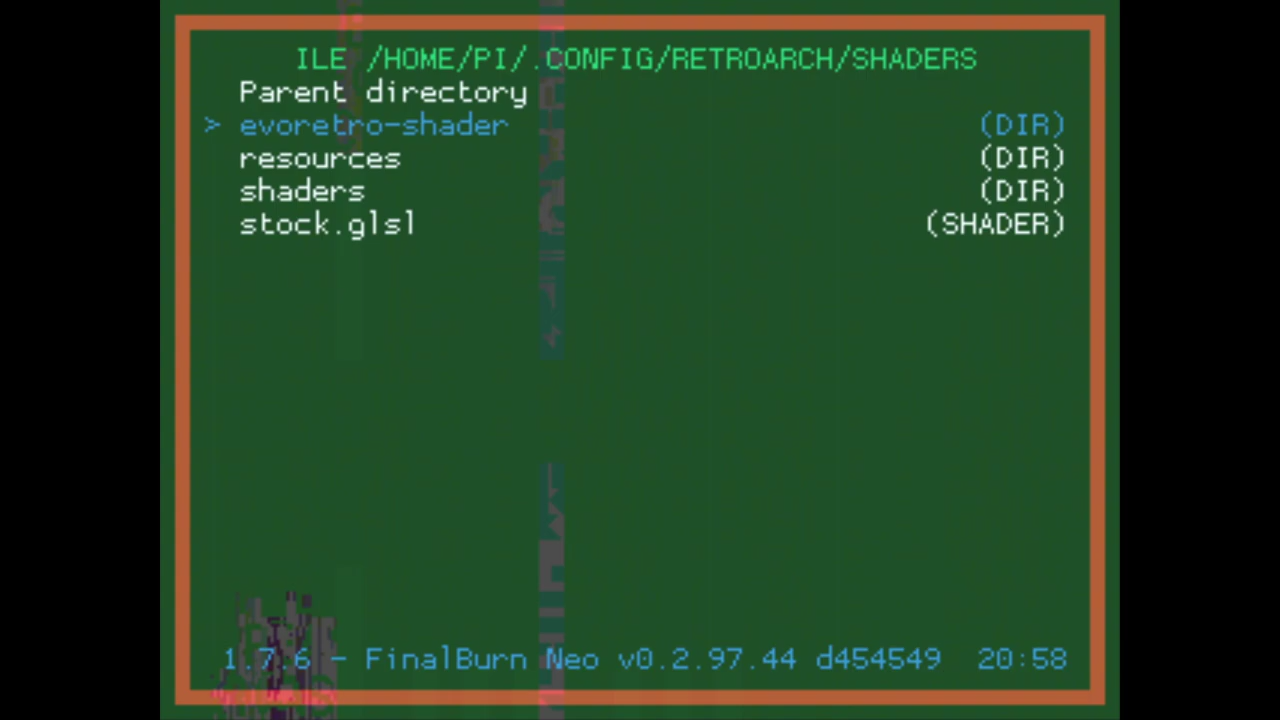 ILE /HOME/PI/.CONFIG/RETROARCH/SHADERS
Parent directory
> evoretro-shader (DIR)
resources (DIR)
shaders (DIR)
stock.glsl (SHADER)
1.7.6 - FinalBurn Neo v0.2.97.44 d454549 20:58